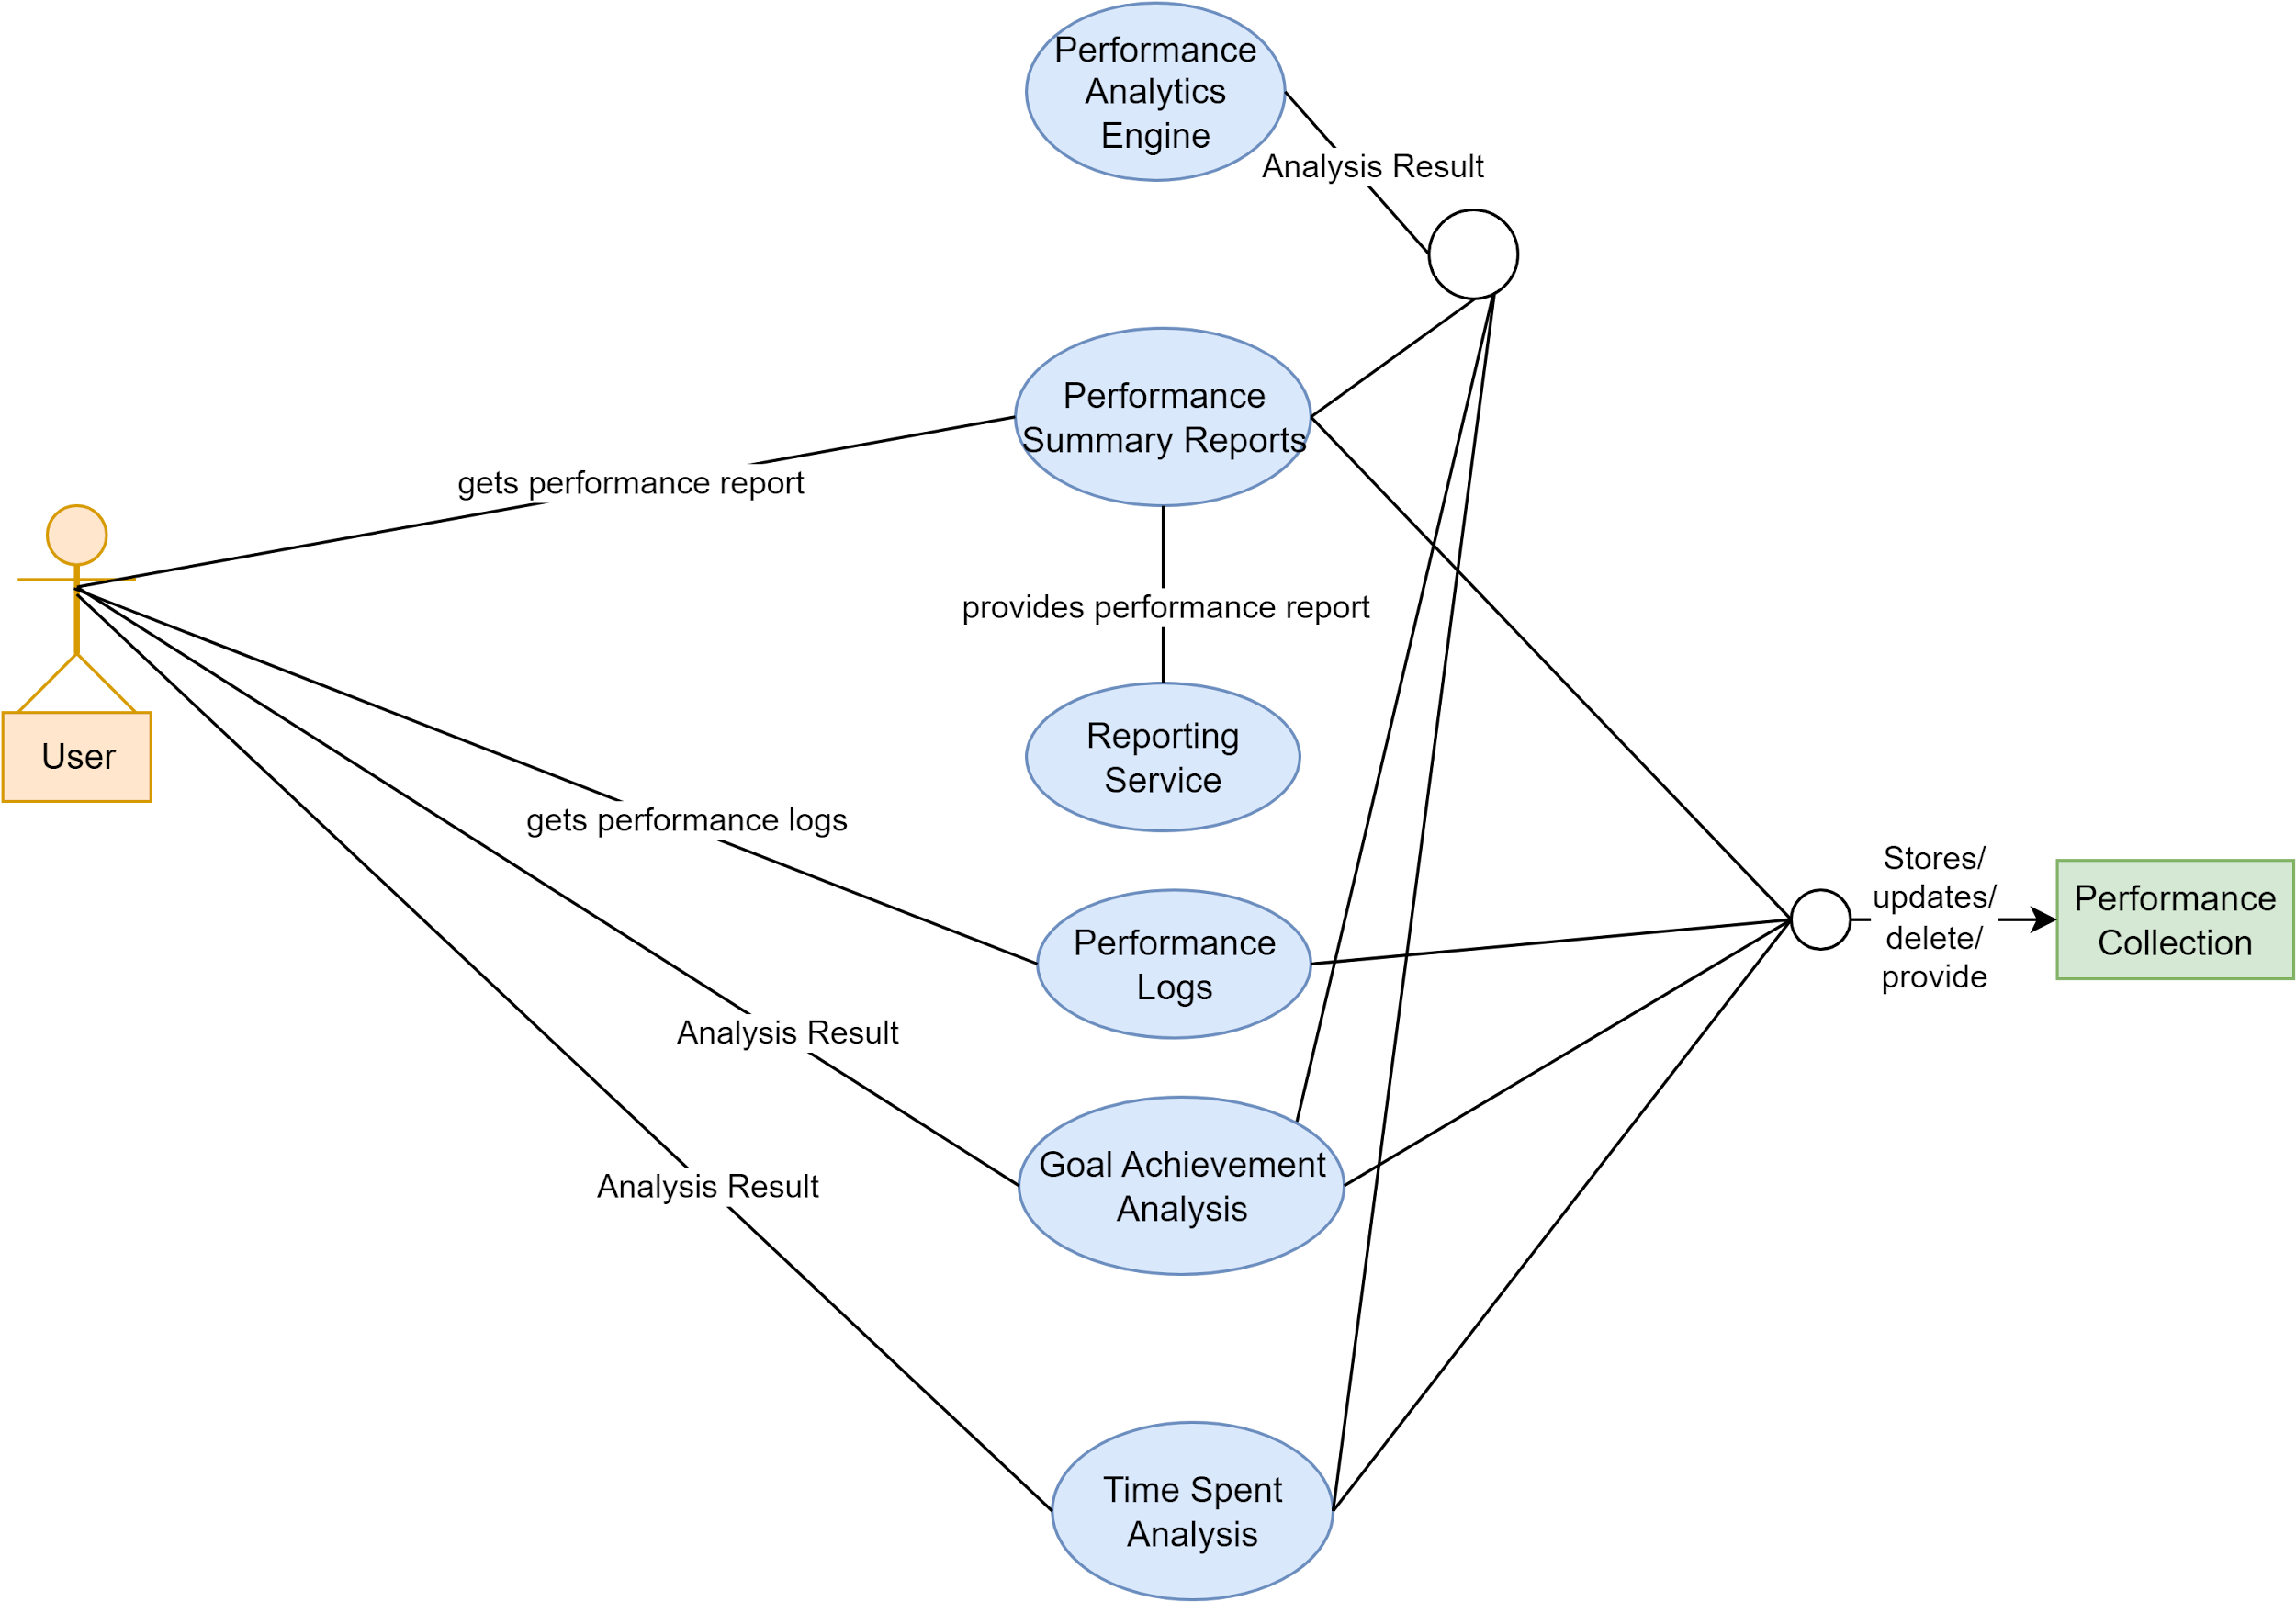 Performance
Analytics
Engine
Analysis Result
Performance
Summary Reports
gets performance report
provides performance report
User
Reporting
Service
gets performance logs
Stores/
updates/
delete/
provide
Performance
Collection
Performance
Logs
Analysis Result
Goal Achievement
Analysis
Analysis Result
Time Spent
Analysis